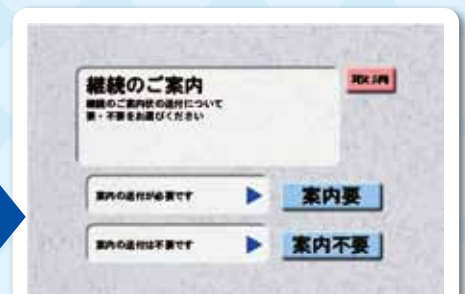 継続のご案内
取消
継続のご案内状の送付について
要・不要をお選びください
案内の送付が必要です
案内要
案内の送付は不要です
案内不要